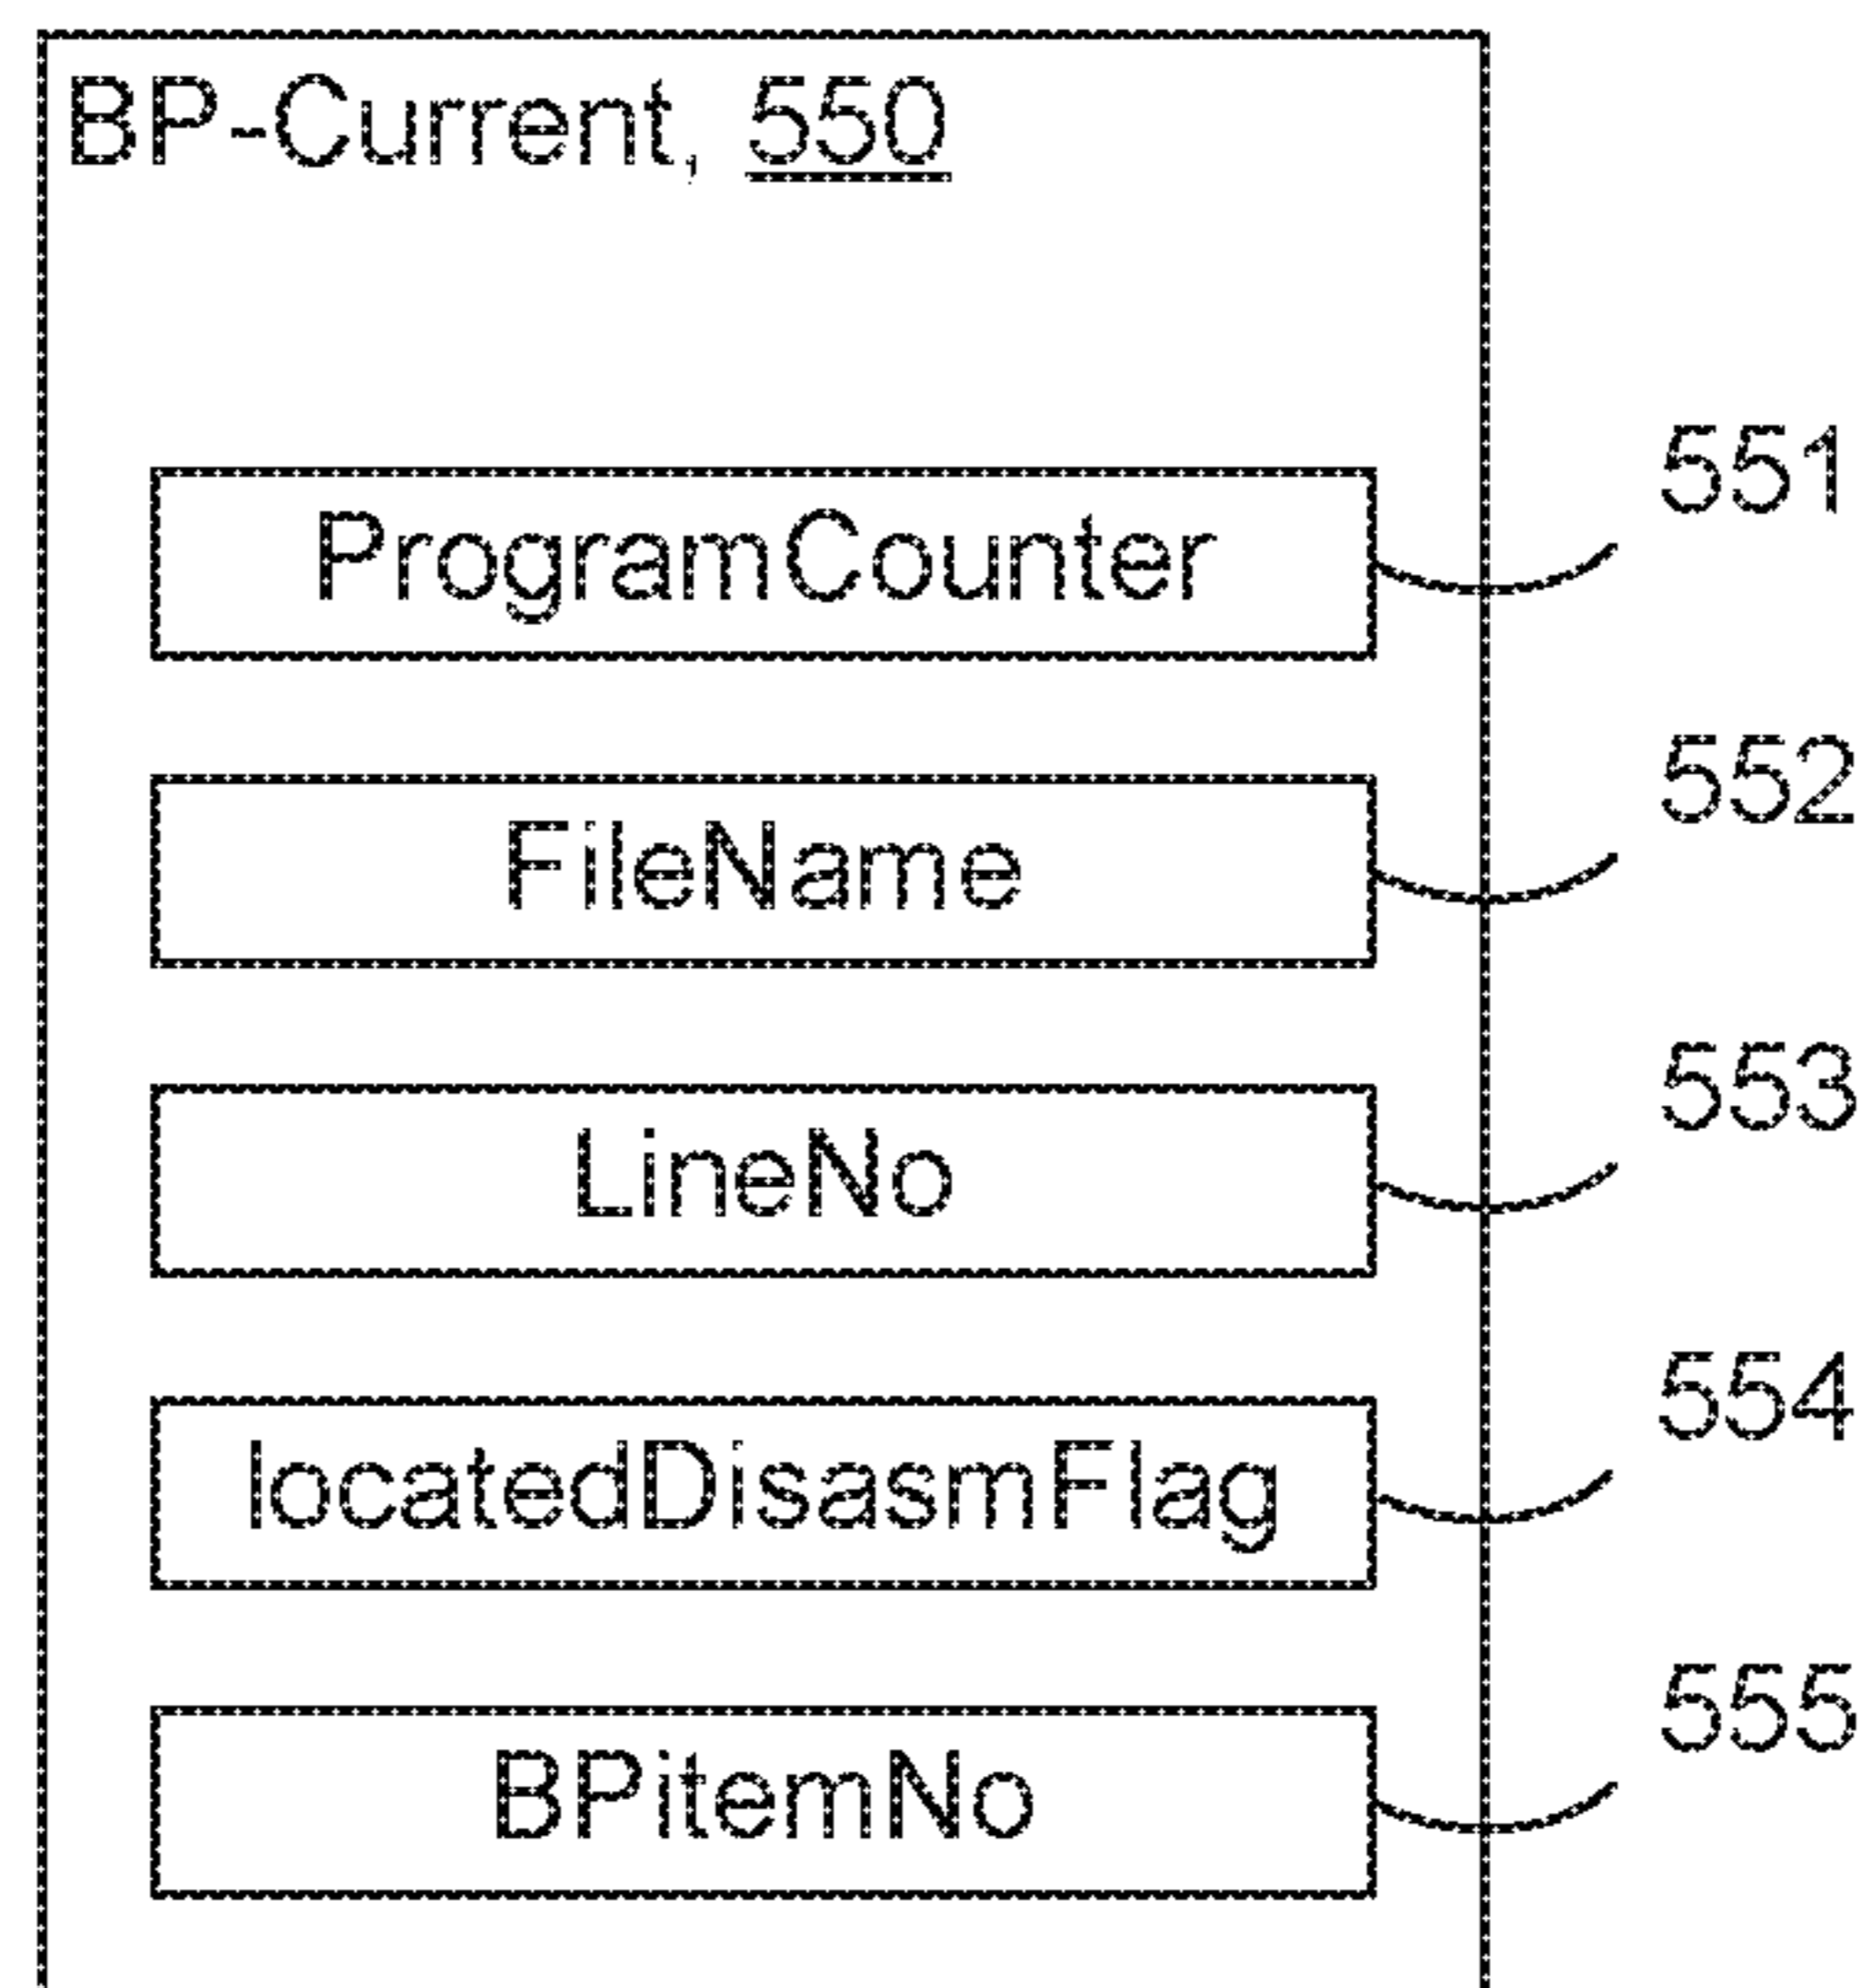 BP-Current, 550
551
ProgramCounter
552
FileName
553
LineNo
554
locatedDisasmFlag
555
BPitemNo